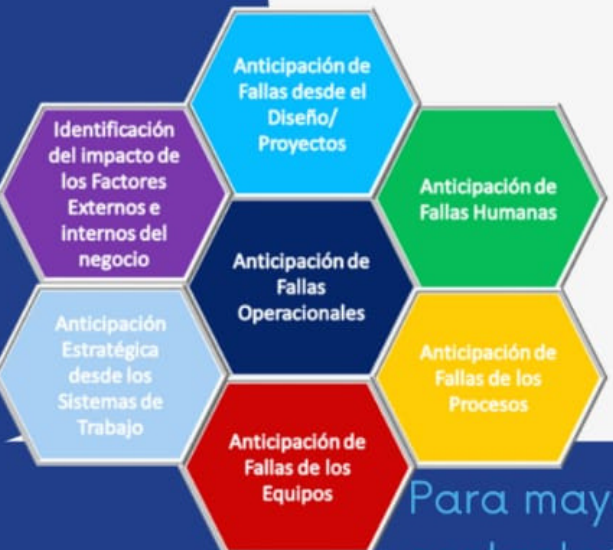 Anticipación de
Fallas desde el
Diseño/
Proyectos
Identificación
del impacto de
los Factores
Externos e
internos del
negocio
Anticipación de
Fallas Humanas
Anticipación de
Fallas
Operacionales
Anticipación
Estratégica
desde los
Sistemas de
Trabajo
Anticipación de
Fallas de los
Procesos
Anticipación de
Fallas de los
Equipos
Para may